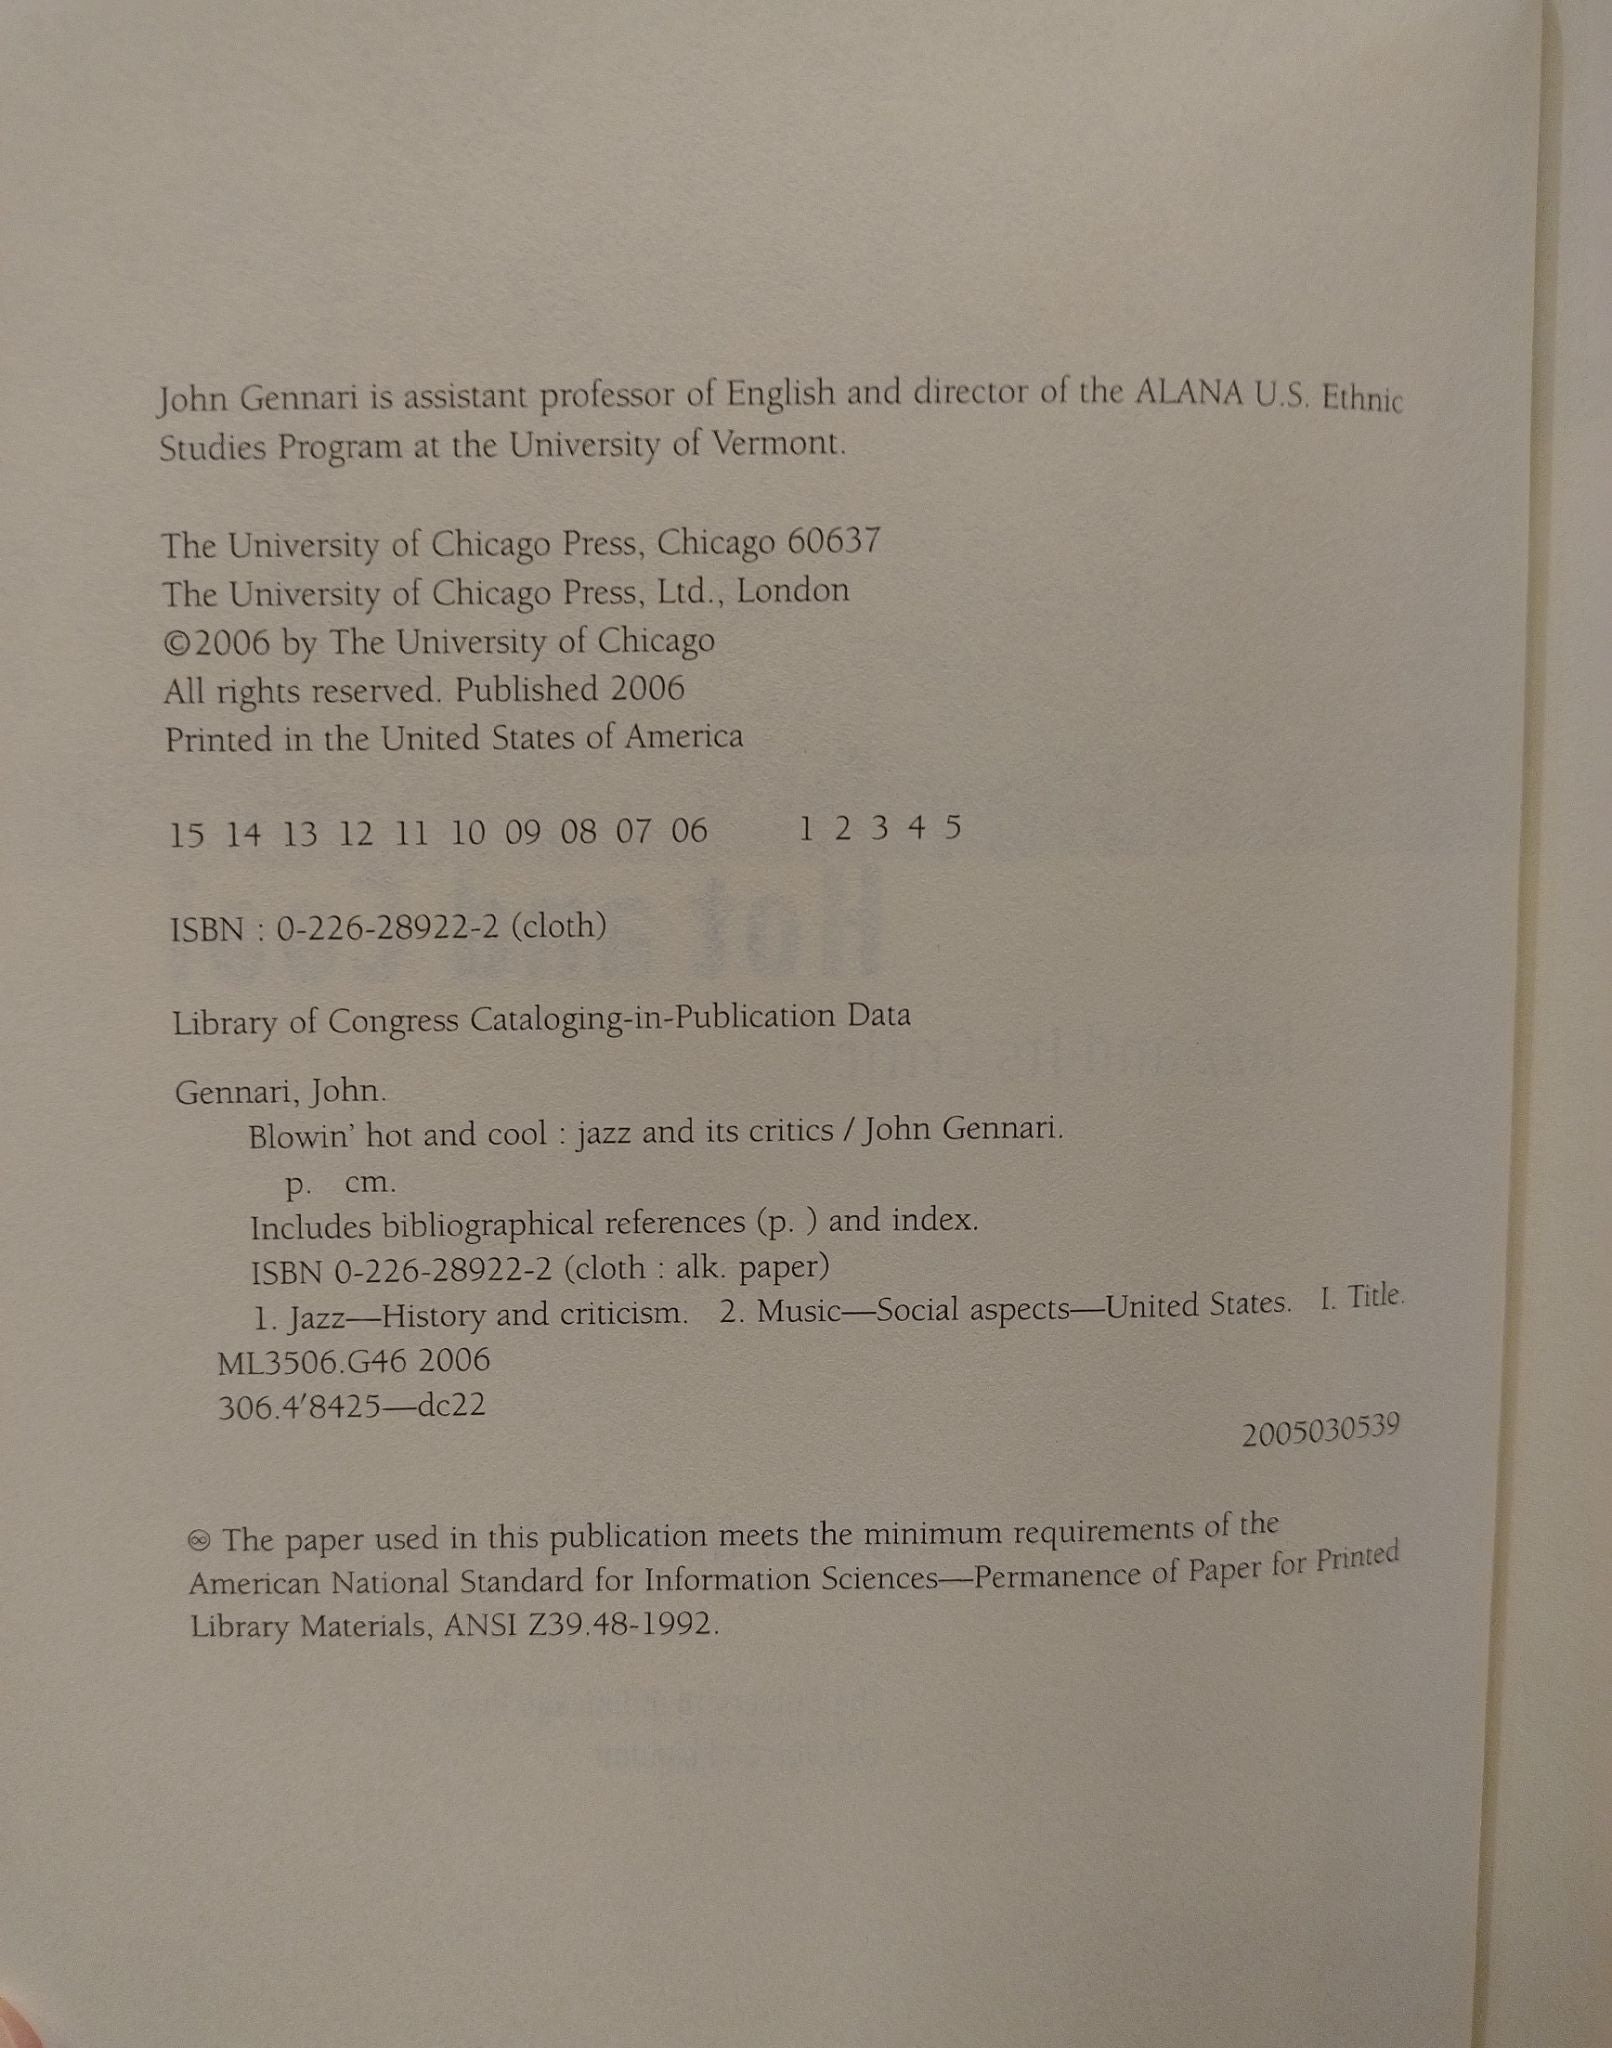 John Gennari is assistant professor of English and director of the ALANA U.S. Ethnic
Studies Program at the University of Vermont.
The University of Chicago Press, Chicago 60637
The University of Chicago Press, Ltd., London
©2006 by The University of Chicago
All rights reserved. Published 2006
Printed in the United States of America
15 14 13 12 11 10 09 08 07 06 1 2 3 4 5
ISBN : 0-226-28922-2 (cloth)
Library of Congress Cataloging-in-Publication Data
Gennari, John.
Blowin’ hot and cool : jazz and its critics / John Gennari.
p. cm.
Includes bibliographical references (p. ) and index.
ISBN 0-226-28922-2 (cloth : alk. paper)
1. Jazz—History and criticism. 2. Music—Social aspects—United States. I. Title.
ML3506.G46 2006
306.4′8425—dc22
2005030539
♾ The paper used in this publication meets the minimum requirements of the
American National Standard for Information Sciences—Permanence of Paper for Printed
Library Materials, ANSI Z39.48-1992.